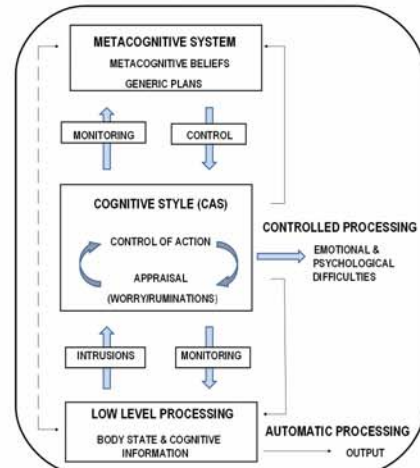 METACOGNITIVE SYSTEM
METACOGNITIVE BELIEFS
GENERIC PLANS
MONITORING
CONTROL
COGNITIVE STYLE (CAS)
CONTROL OF ACTION
APPRAISAL
(WORRY/RUMINATIONS)
CONTROLLED PROCESSING
EMOTIONAL &
PSYCHOLOGICAL
DIFFICULTIES
INTRUSIONS
MONITORING
LOW LEVEL PROCESSING
BODY STATE & COGNITIVE
INFORMATION
AUTOMATIC PROCESSING
OUTPUT